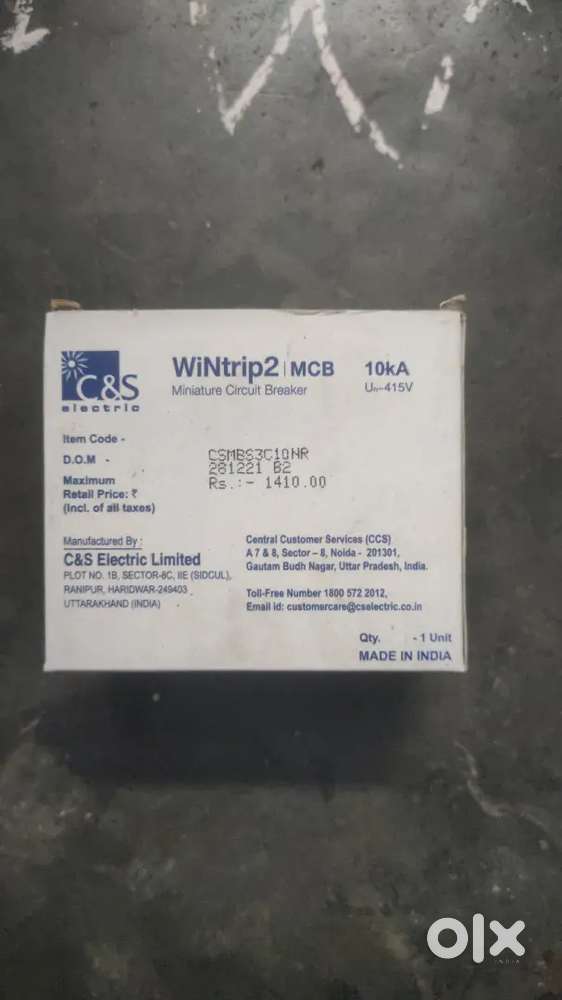 C&S
electric
WiNtrip2 | MCB 10kA
Miniature Circuit Breaker Uₙ~415V
Item Code - CSMBS3C10NR
D.O.M - 261221 B2
Maximum Rs.:- 1410.00
Retail Price: ₹
(Incl. of all taxes)
Manufactured By :
C&S Electric Limited
PLOT NO. 1B, SECTOR-8C, IIE (SIDCUL),
RANIPUR, HARIDWAR-249403
UTTARAKHAND (INDIA)
Central Customer Services (CCS)
A 7 & 8, Sector – 8, Noida - 201301,
Gautam Budh Nagar, Uttar Pradesh, India.
Toll-Free Number 1800 572 2012,
Email id: customercare@cselectric.co.in
Qty. - 1 Unit
MADE IN INDIA
olx
INDIA